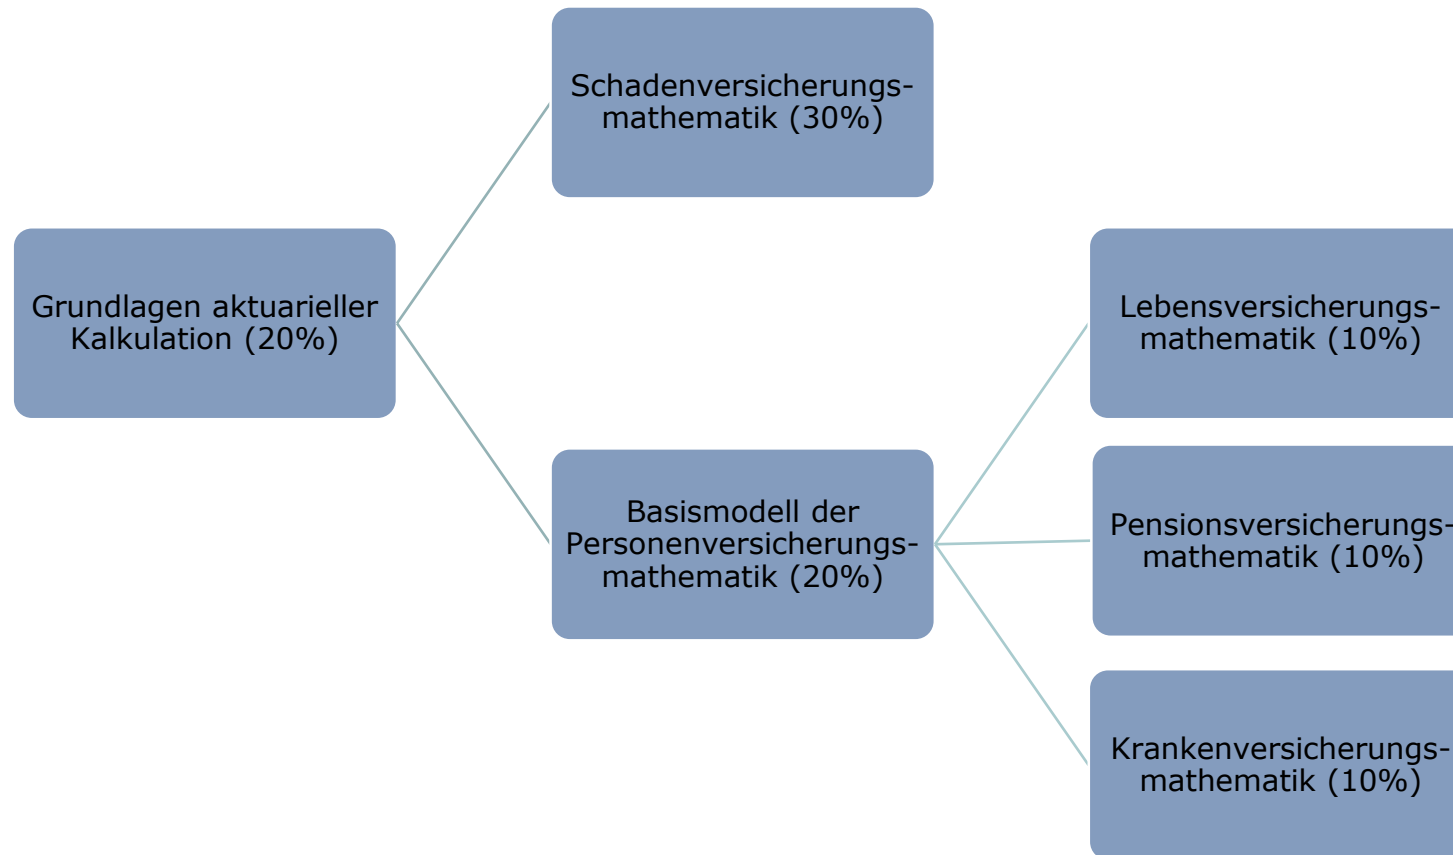 Schadenversicherungs-
mathematik (30%)
Grundlagen aktuarieller
Kalkulation (20%)
Basismodell der
Personenversicherungs-
mathematik (20%)
Lebensversicherungs-
mathematik (10%)
Pensionsversicherungs-
mathematik (10%)
Krankenversicherungs-
mathematik (10%)